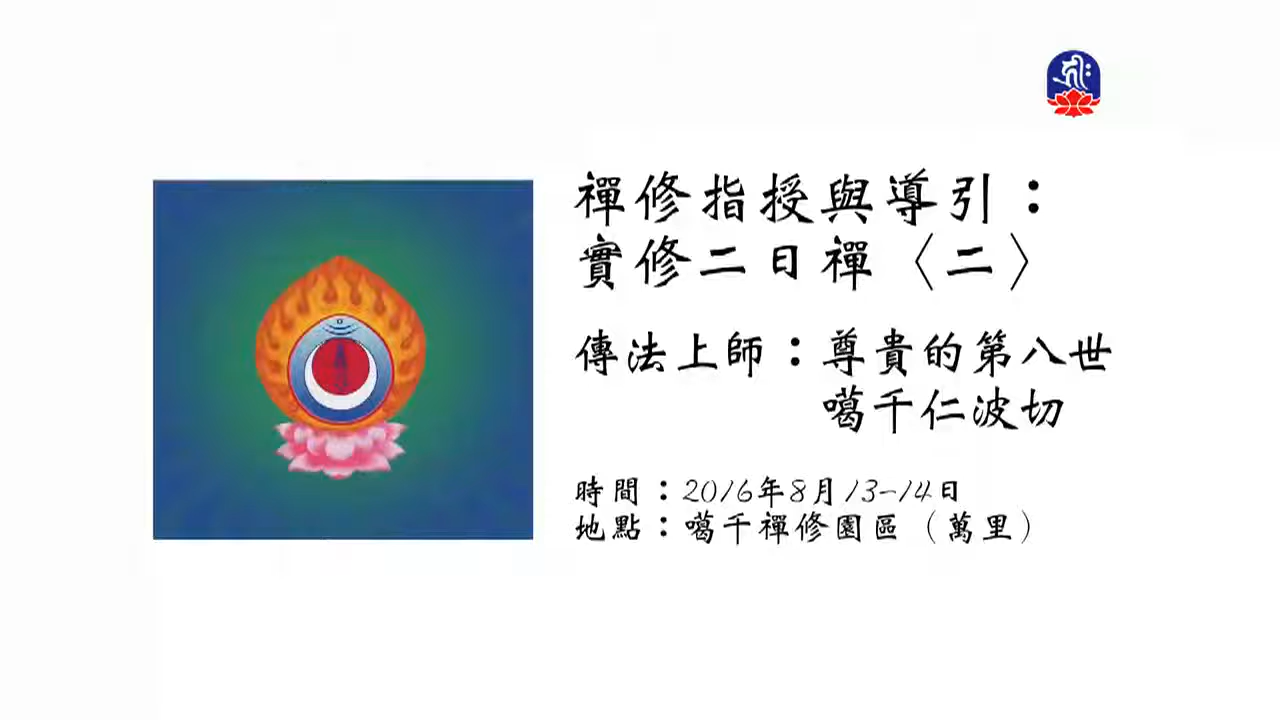 禪修指授與導引：
實修二日禪〈二〉
傳法上師：尊貴的第八世
噶千仁波切
時間：2016年8月13-14日
地點：噶千禪修園區（萬里）